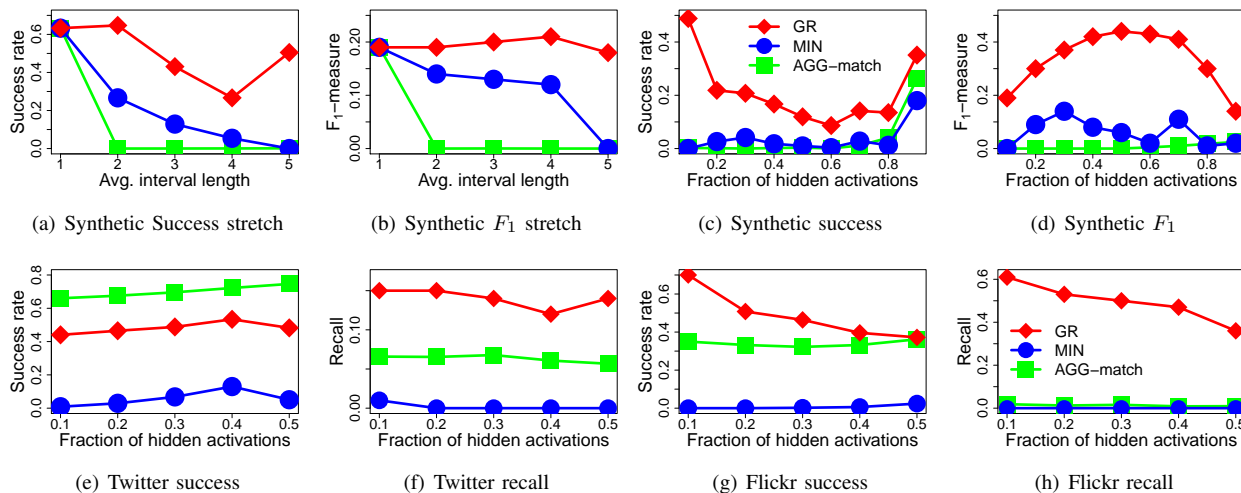 Success rate
0.0 0.2 0.4 0.6
1 2 3 4 5
Avg. interval length
(a) Synthetic Success stretch
F1−measure
0.00 0.10 0.20
1 2 3 4 5
Avg. interval length
(b) Synthetic F1 stretch
Success rate
0.0 0.2 0.4
GR
MIN
AGG−match
0.2 0.4 0.6 0.8
Fraction of hidden activations
(c) Synthetic success
F1−measure
0.0 0.2 0.4
0.2 0.4 0.6 0.8
Fraction of hidden activations
(d) Synthetic F1
Success rate
0.0 0.2 0.4 0.6 0.8
0.1 0.2 0.3 0.4 0.5
Fraction of hidden activations
(e) Twitter success
Recall
0.00 0.10
0.1 0.2 0.3 0.4 0.5
Fraction of hidden activations
(f) Twitter recall
Success rate
0.0 0.2 0.4 0.6
0.1 0.2 0.3 0.4 0.5
Fraction of hidden activations
(g) Flickr success
Recall
0.0 0.2 0.4 0.6
GR
MIN
AGG−match
0.1 0.2 0.3 0.4 0.5
Fraction of hidden activations
(h) Flickr recall